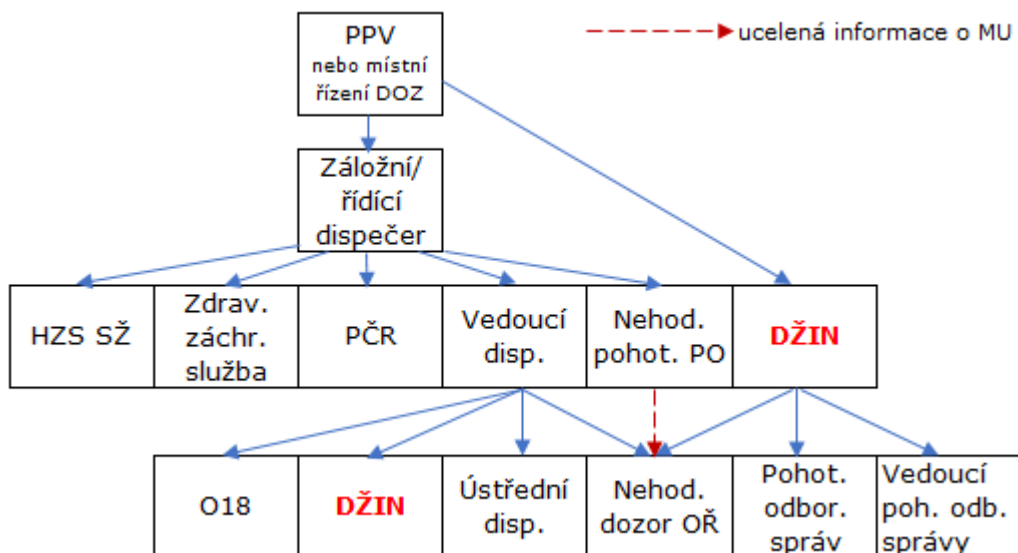 PPV
nebo místní
řízení DOZ
ucelená informace o MU
Záložní/
řídící
dispečer
HZS SŽ
Zdrav.
záchr.
služba
PČR
Vedoucí
disp.
Nehod.
pohot. PO
DŽIN
O18
DŽIN
Ústřední
disp.
Nehod.
dozor OŘ
Pohot.
odbor.
správ
Vedoucí
poh. odb.
správy